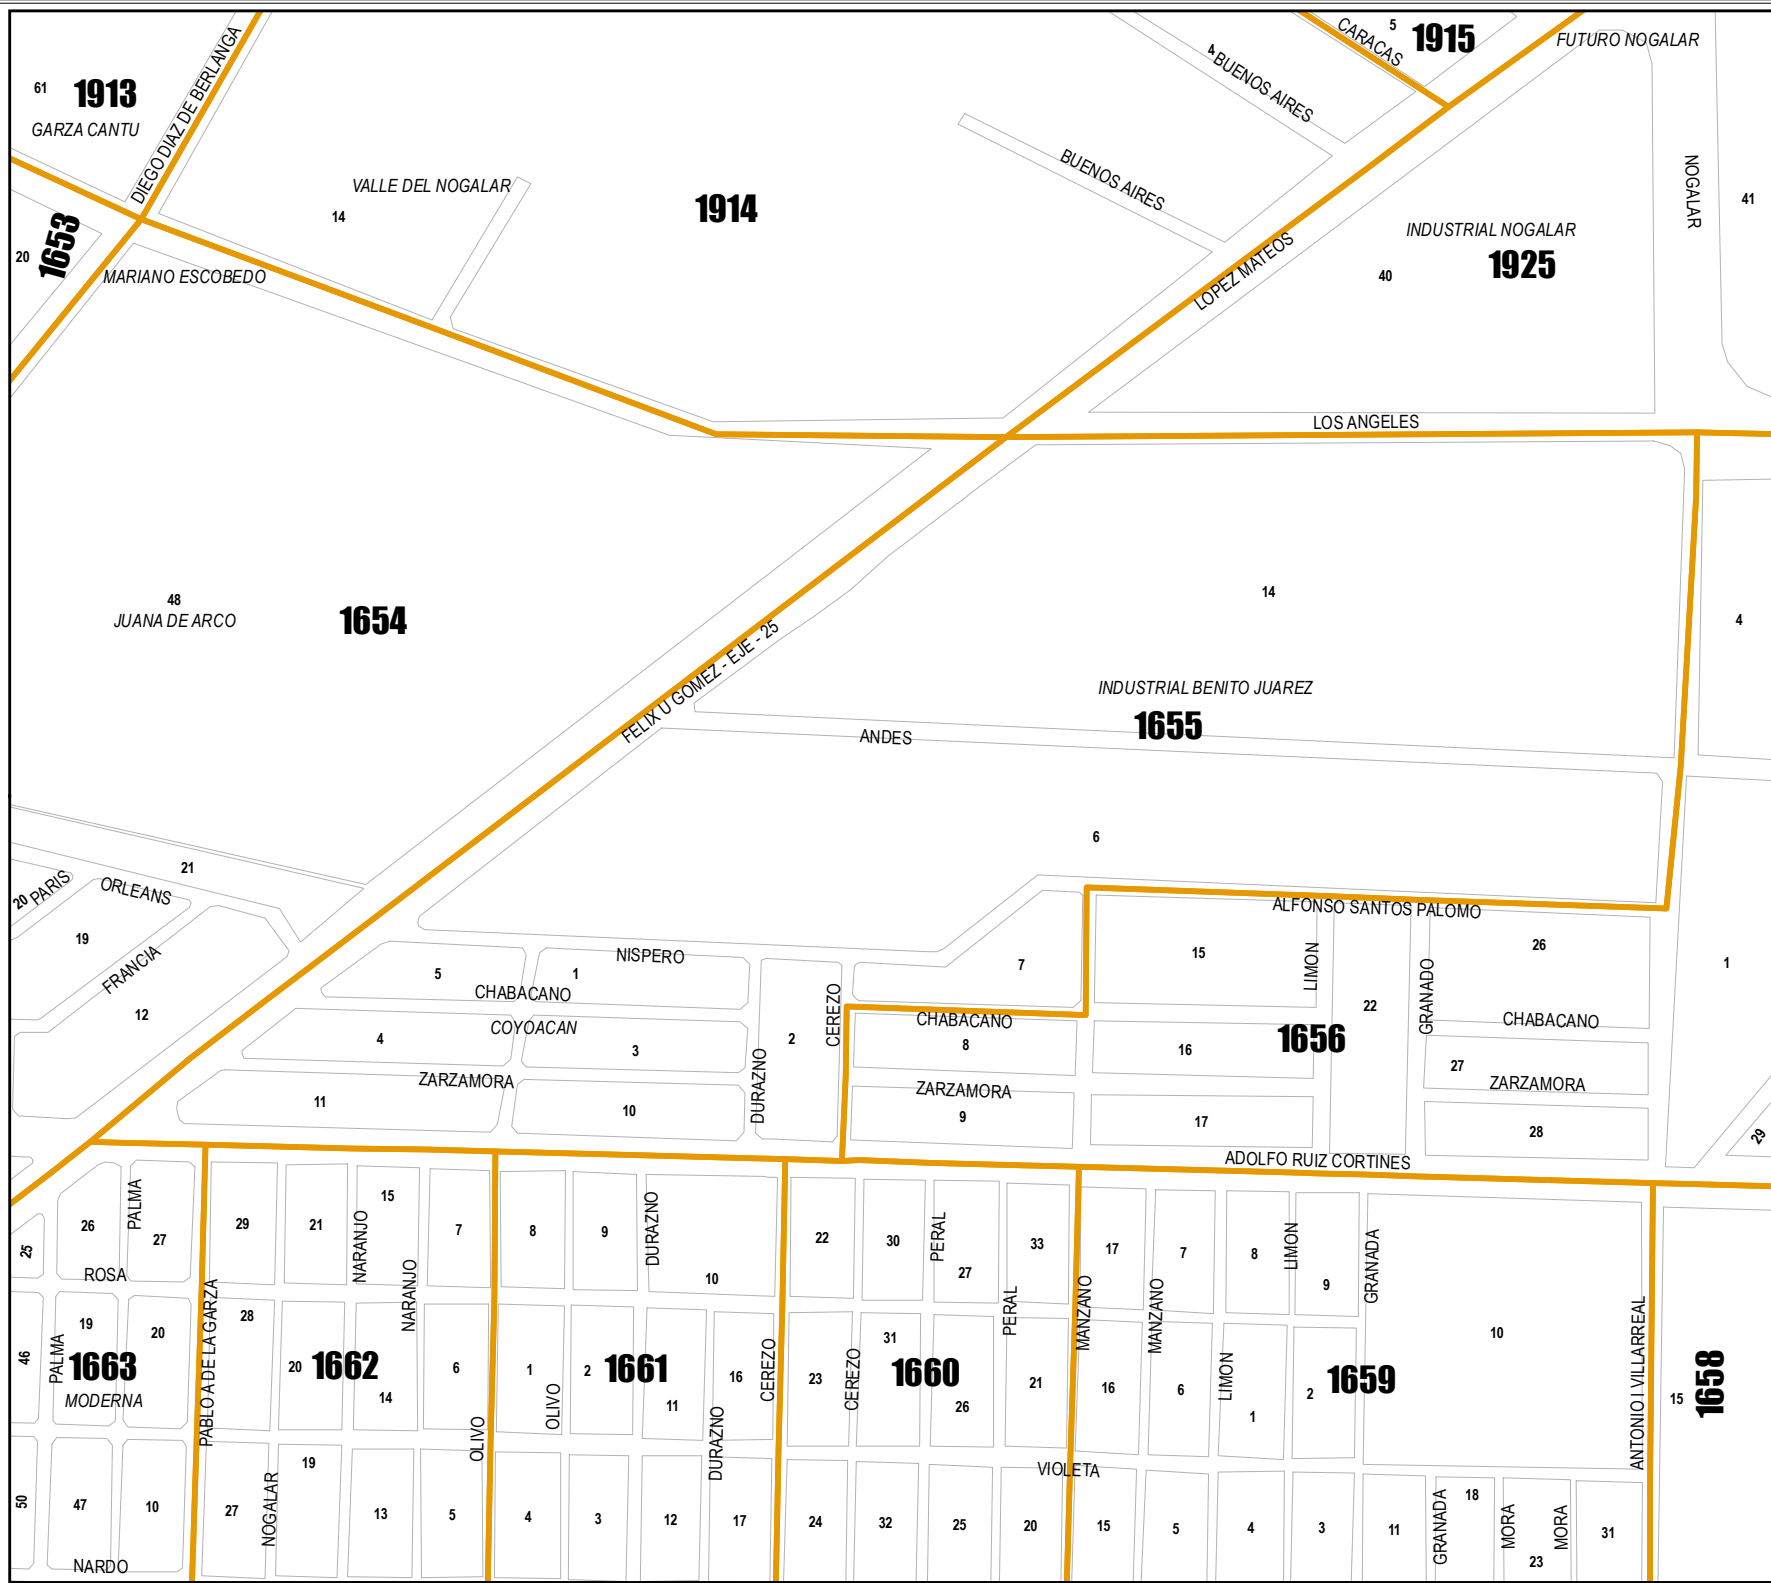 5
CARACAS
1915
FUTURO NOGALAR
4
BUENOS AIRES
61
1913
GARZA CANTU
DIEGO DIAZ DE BERLANGA
VALLE DEL NOGALAR
14
1914
BUENOS AIRES
NOGALAR
41
20
1653
MARIANO ESCOBEDO
INDUSTRIAL NOGALAR
1925
40
LOPEZ MATEOS
LOS ANGELES
48
JUANA DE ARCO
1654
14
4
FELIX U GOMEZ - EJE - 25
INDUSTRIAL BENITO JUAREZ
1655
ANDES
6
21
20
PARIS
ORLEANS
19
FRANCIA
12
ALFONSO SANTOS PALOMO
NISPERO
5
1
7
15
LIMON
26
1
CHABACANO
COYOACAN
4
3
2
CEREZO
DURAZNO
CHABACANO
8
16
1656
22
GRANADO
CHABACANO
27
ZARZAMORA
11
10
ZARZAMORA
9
17
ZARZAMORA
28
29
ADOLFO RUIZ CORTINES
25
26
PALMA
27
29
21
NARANJO
15
7
8
9
DURAZNO
10
22
30
PERAL
27
33
17
7
8
LIMON
9
GRANADA
ROSA
PABLO A DE LA GARZA
NARANJO
PERAL
MANZANO
MANZANO
46
PALMA
19
20
1663
MODERNA
28
20
1662
14
6
1
OLIVO
2
1661
11
16
CEREZO
23
CEREZO
31
1660
26
21
16
6
LIMON
1
2
1659
10
ANTONIO I VILLARREAL
15
1658
OLIVO
DURAZNO
VIOLETA
50
47
10
27
NOGALAR
19
13
5
4
3
12
17
24
32
25
20
15
5
4
3
11
GRANADA
18
MORA
23
MORA
31
NARDO